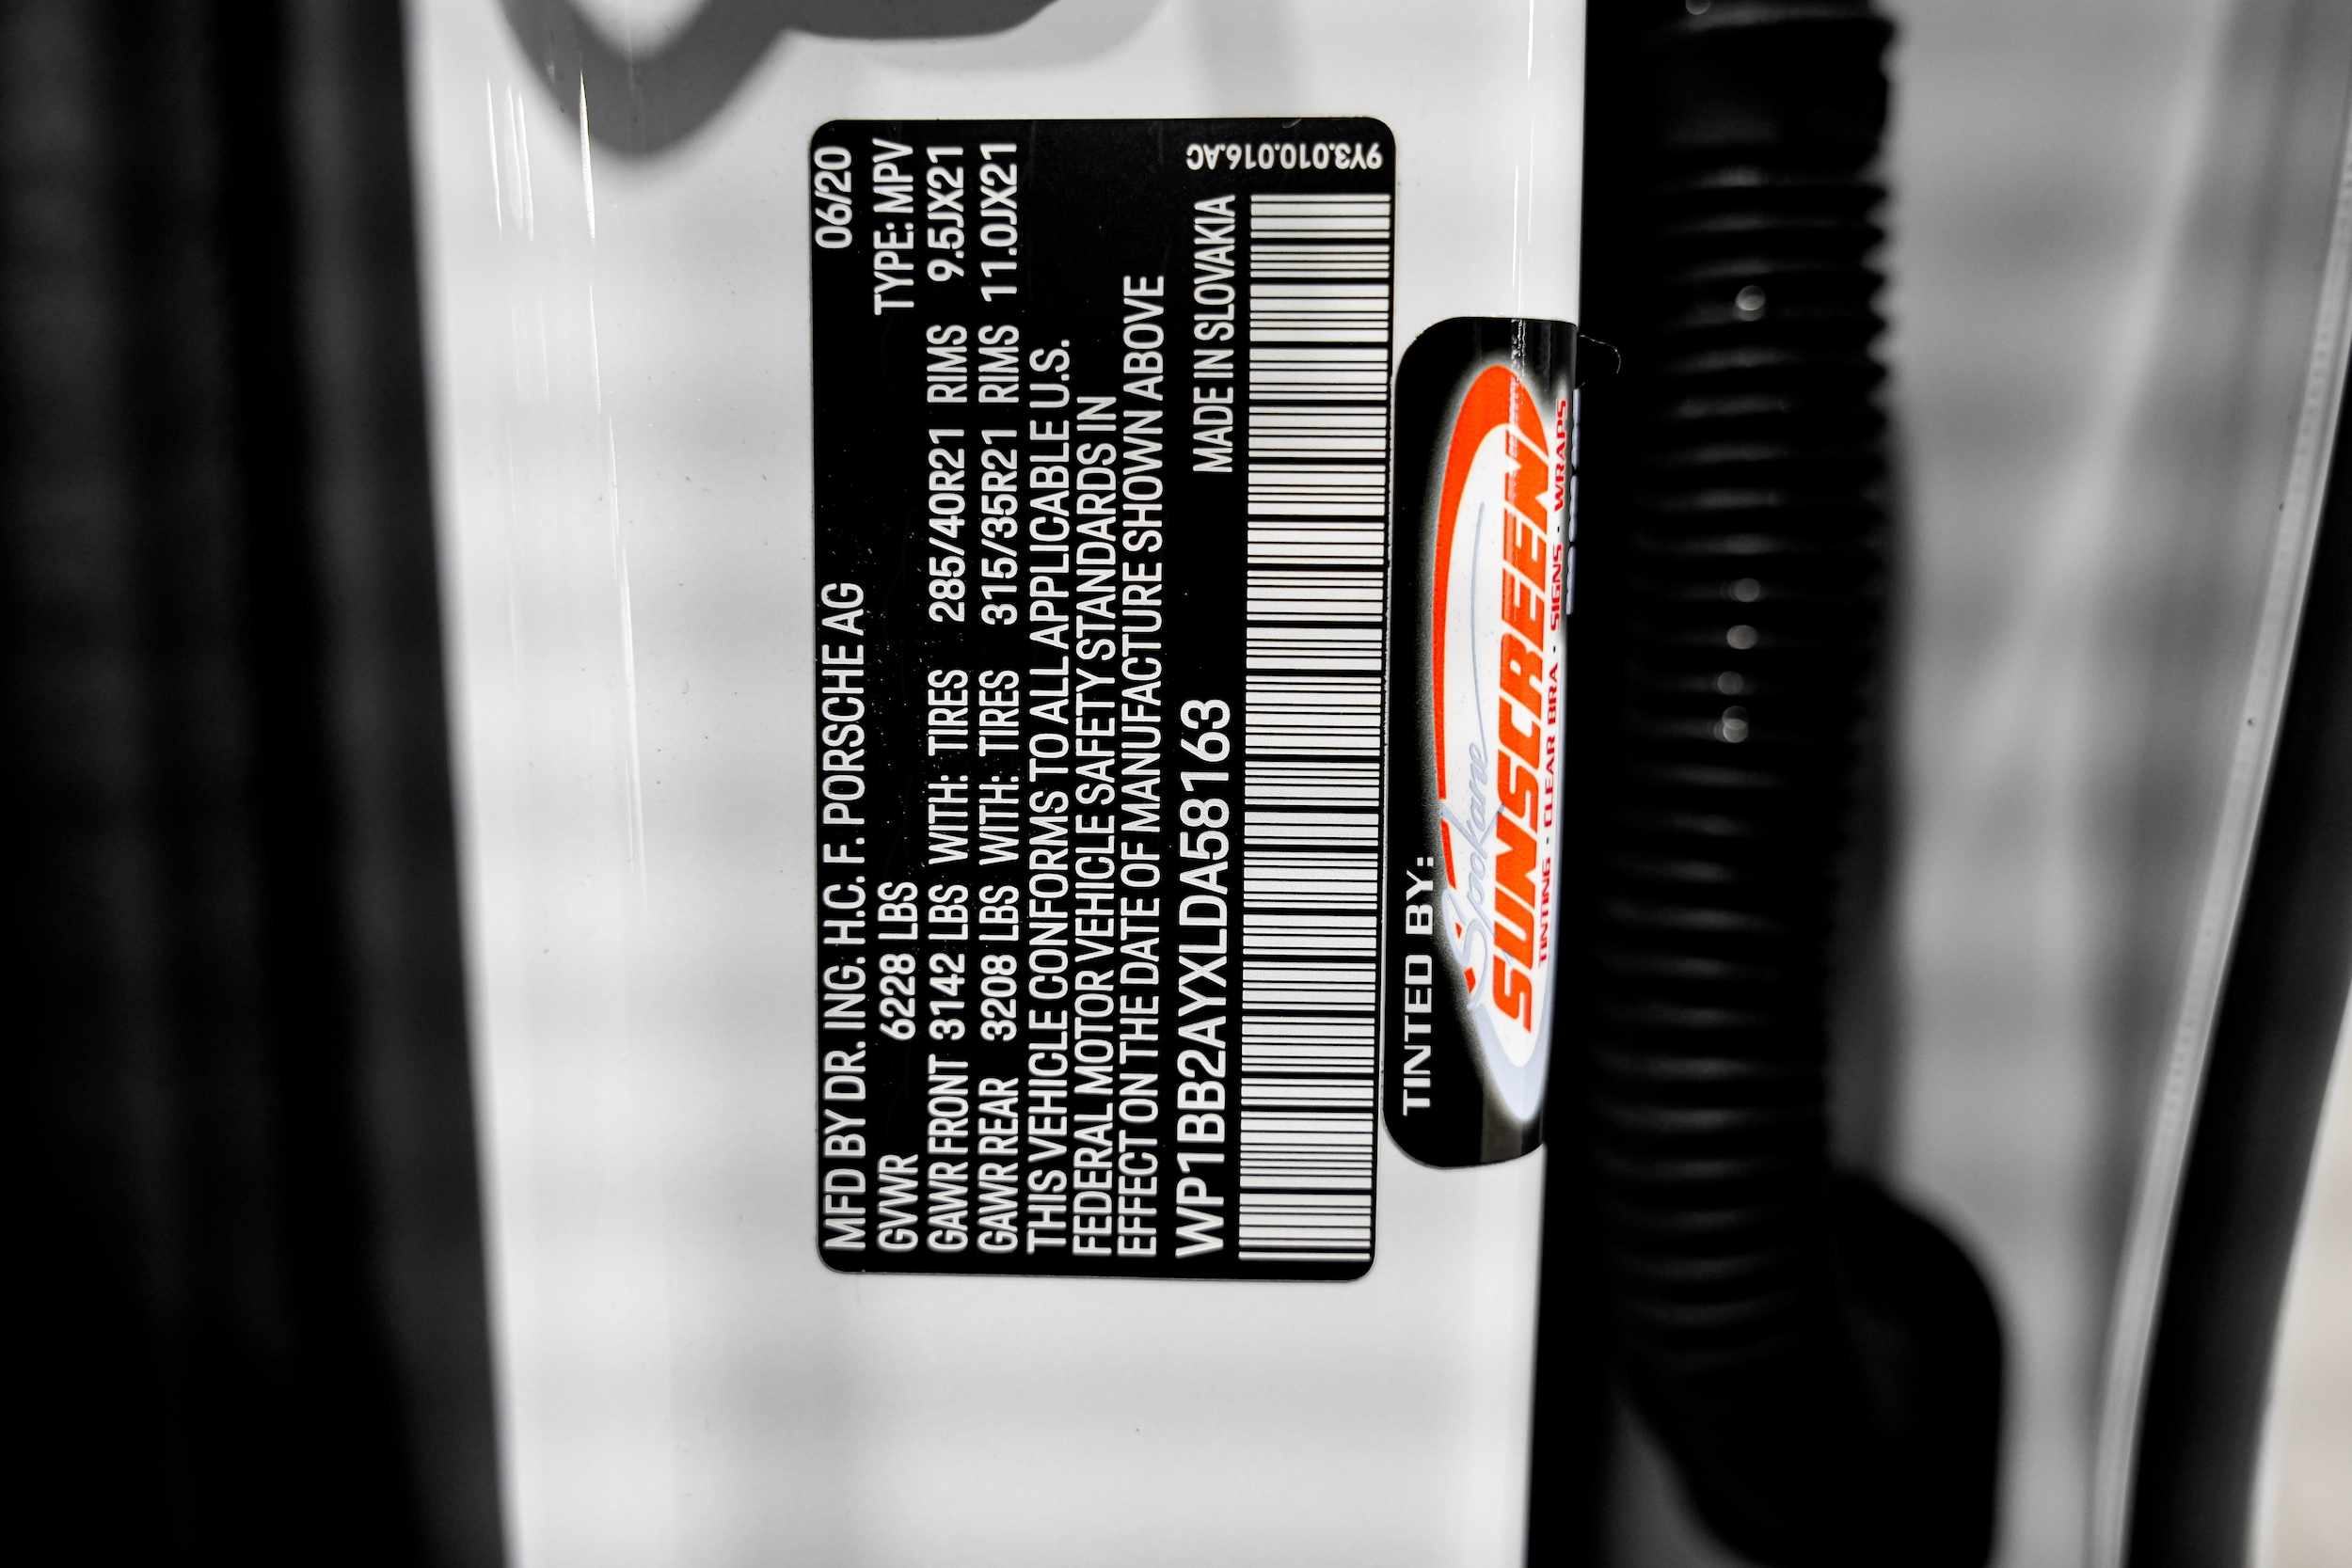 MFD BY DR. ING. H.C. F. PORSCHE AG 06/20
GVWR 6228 LBS TYPE: MPV
GAWR FRONT 3142 LBS WITH: TIRES 285/40R21 RIMS 9.5JX21
GAWR REAR 3208 LBS WITH: TIRES 315/35R21 RIMS 11.0JX21
THIS VEHICLE CONFORMS TO ALL APPLICABLE U.S.
FEDERAL MOTOR VEHICLE SAFETY STANDARDS IN
EFFECT ON THE DATE OF MANUFACTURE SHOWN ABOVE
WP1BB2AYXLDA58163 MADE IN SLOVAKIA
9Y3.010.016.AC
TINTED BY:
Spokane
SUNSCREEN
TINTING · CLEAR BRA · SIGNS · WRAPS